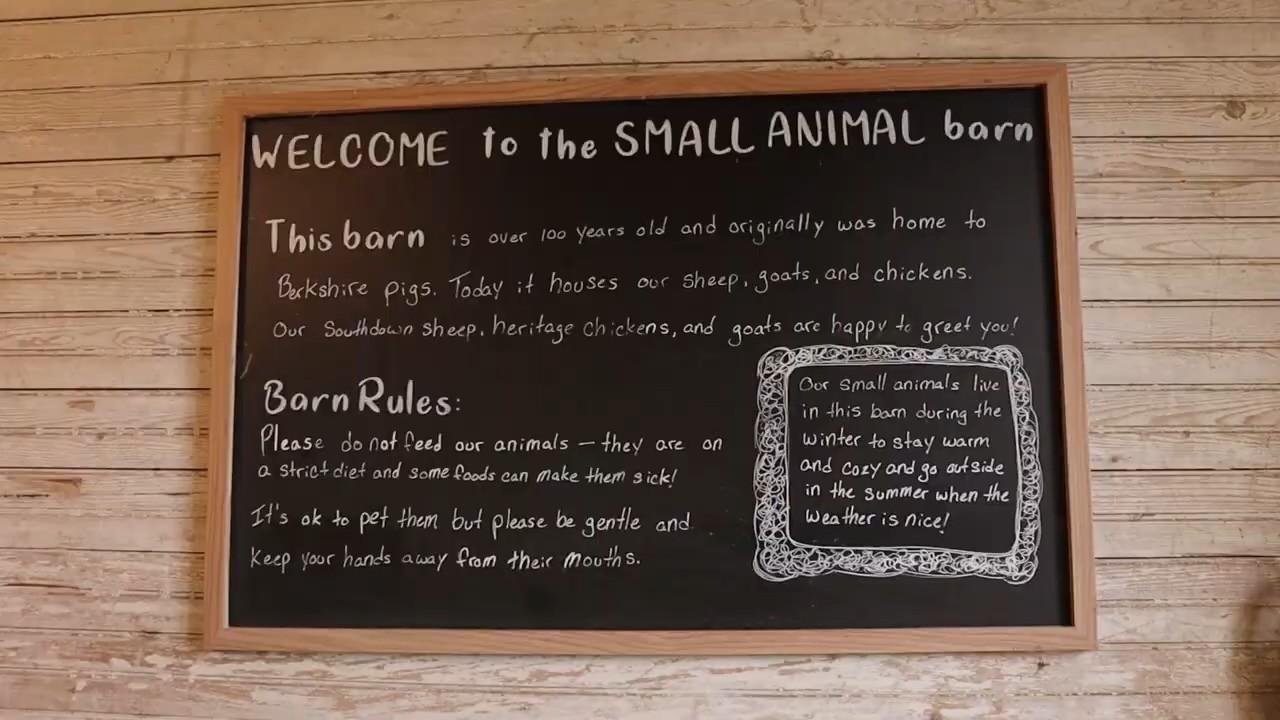 WELCOME to the SMALL ANIMAL barn
This barn is over 100 years old and originally was home to
Berkshire pigs. Today it houses our sheep, goats, and chickens.
Our Southdown sheep, heritage chickens, and goats are happy to greet you!
Barn Rules:
Please do not feed our animals – they are on
a strict diet and some foods can make them sick!
It's ok to pet them but please be gentle and
keep your hands away from their mouths.
Our small animals live
in this barn during the
winter to stay warm
and cozy and go outside
in the summer when the
weather is nice!